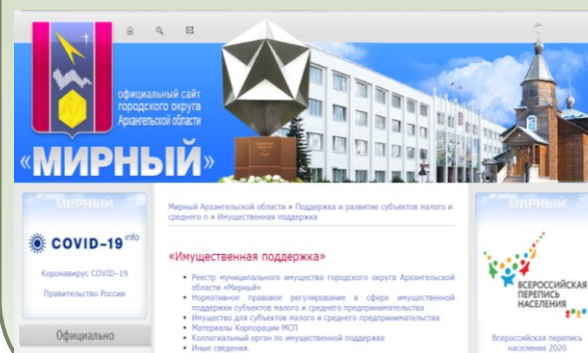 официальный сайт
городского округа
Архангельской области
«МИРНЫЙ»
МИРНЫЙ
COVID-19 info
Коронавирус COVID-19
Правительство России
Официально
Мирный Архангельской области » Поддержка и развитие субъектов малого и
среднего п » Имущественная поддержка
«Имущественная поддержка»
Реестр муниципального имущества городского округа Архангельской
области «Мирный»
Нормативное правовое регулирование в сфере имущественной
поддержки субъектов малого и среднего предпринимательства
Имущество для субъектов малого и среднего предпринимательства
Материалы Корпорации МСП
Коллегиальный орган по имущественной поддержке
Иные сведения.
МИРНЫЙ
ВСЕРОССИЙСКАЯ
ПЕРЕПИСЬ
НАСЕЛЕНИЯ
Всероссийская перепись
населения 2020